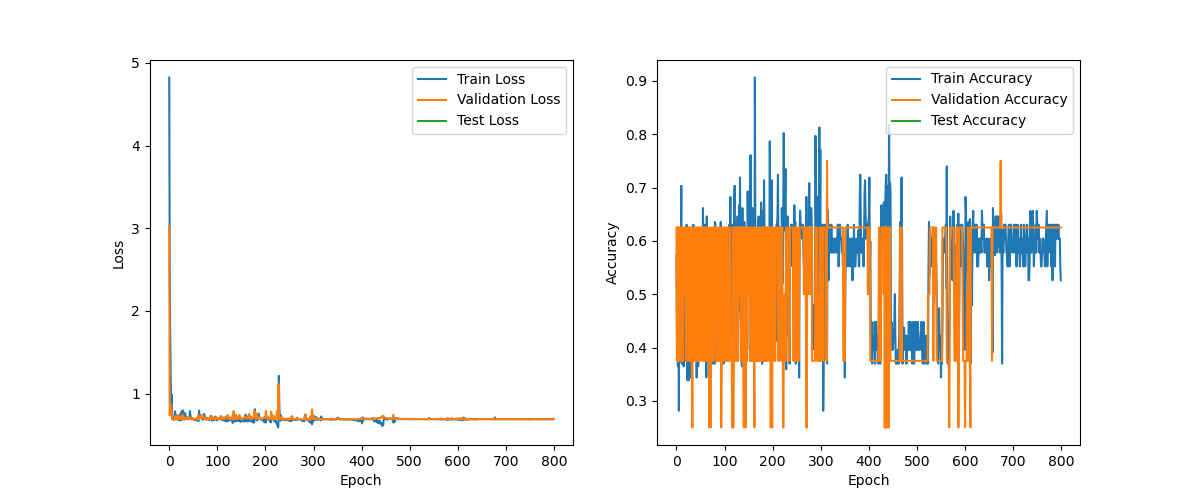 5
4
3
2
1
0 100 200 300 400 500 600 700 800
Loss
Epoch
Train Loss
Validation Loss
Test Loss
0.9
0.8
0.7
0.6
0.5
0.4
0.3
0 100 200 300 400 500 600 700 800
Accuracy
Epoch
Train Accuracy
Validation Accuracy
Test Accuracy